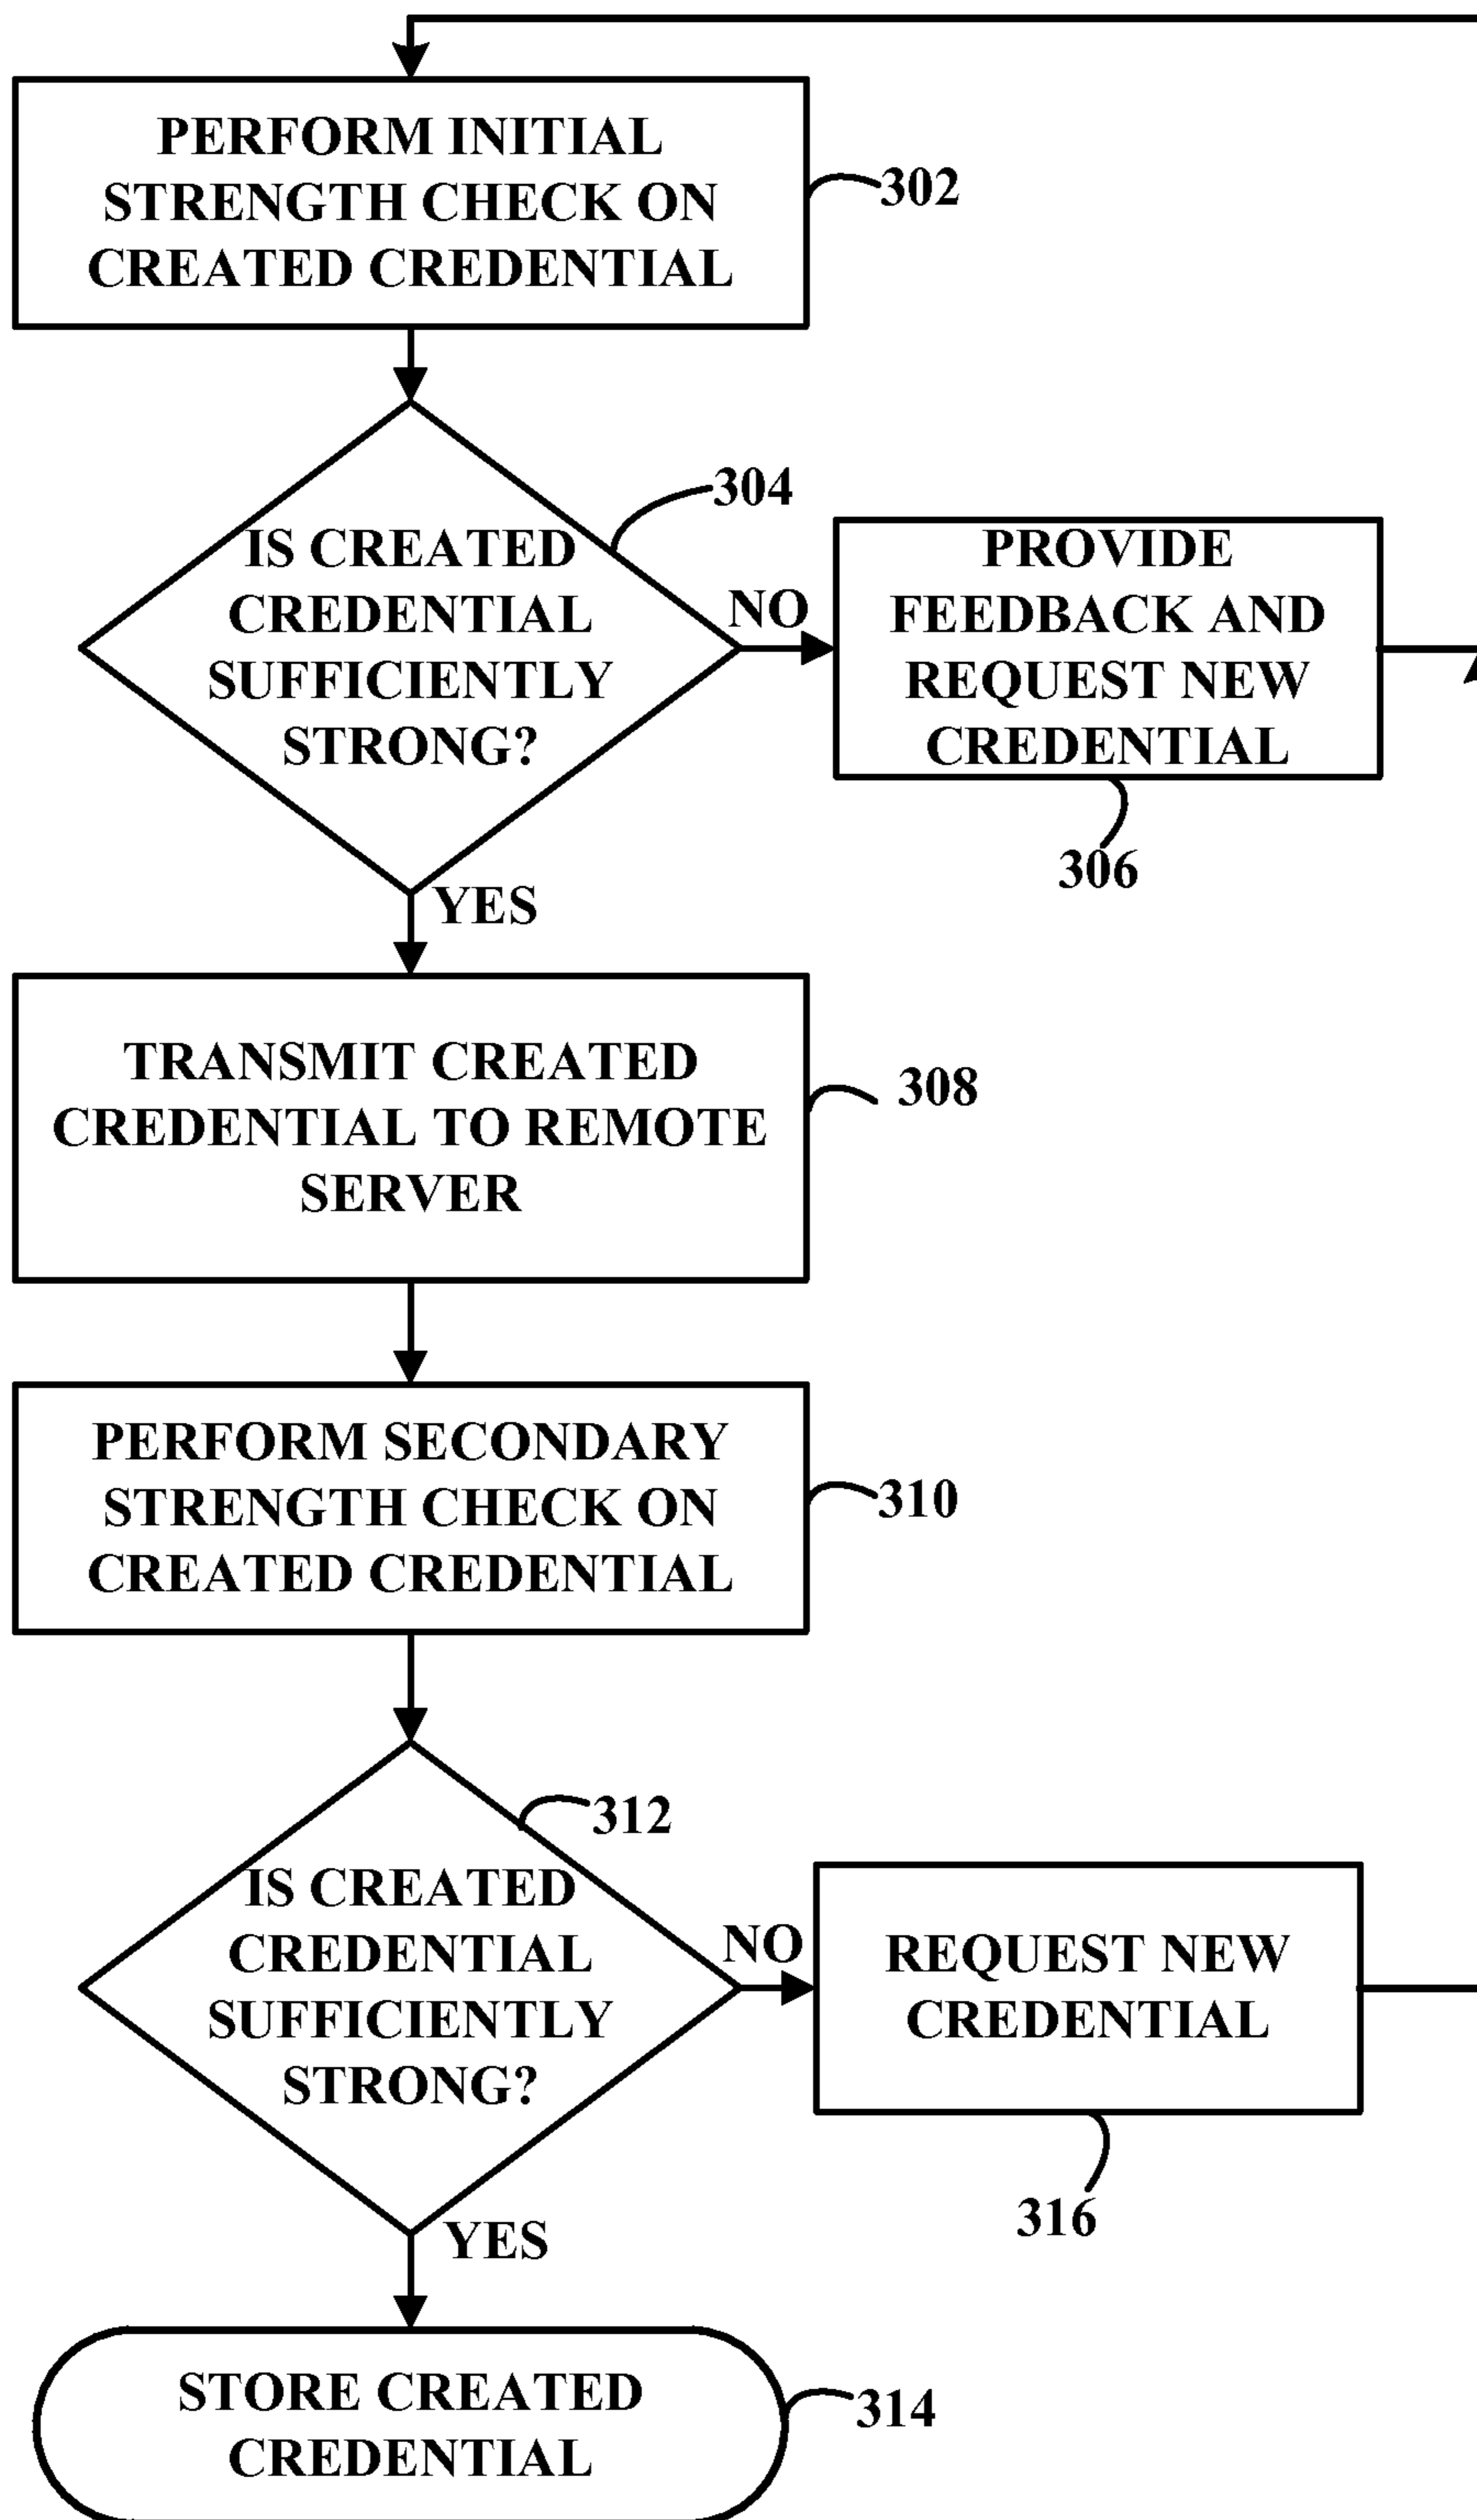 PERFORM INITIAL
STRENGTH CHECK ON
CREATED CREDENTIAL
302
304
IS CREATED
CREDENTIAL
SUFFICIENTLY
STRONG?
NO
PROVIDE
FEEDBACK AND
REQUEST NEW
CREDENTIAL
306
YES
TRANSMIT CREATED
CREDENTIAL TO REMOTE
SERVER
308
PERFORM SECONDARY
STRENGTH CHECK ON
CREATED CREDENTIAL
310
312
IS CREATED
CREDENTIAL
SUFFICIENTLY
STRONG?
NO
REQUEST NEW
CREDENTIAL
316
YES
STORE CREATED
CREDENTIAL
314